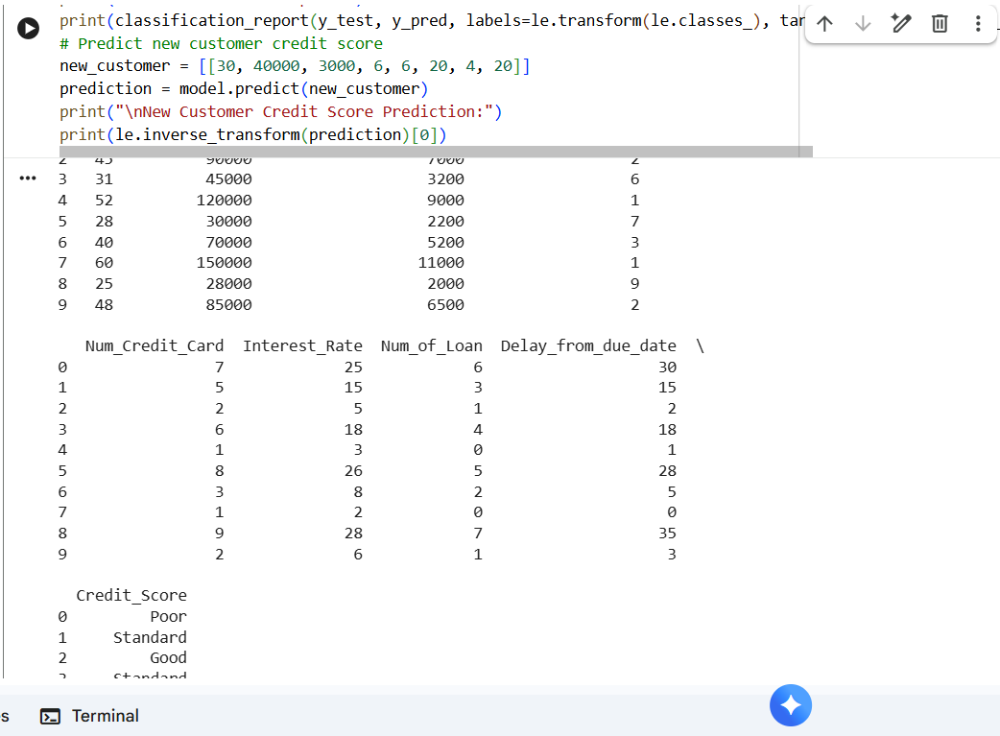 print(classification_report(y_test, y_pred, labels=le.transform(le.classes_), tar
# Predict new customer credit score
new_customer = [[30, 40000, 3000, 6, 6, 20, 4, 20]]
prediction = model.predict(new_customer)
print("\nNew Customer Credit Score Prediction:")
print(le.inverse_transform(prediction)[0])
2 45 90000 7000 2
3 31 45000 3200 6
4 52 120000 9000 1
5 28 30000 2200 7
6 40 70000 5200 3
7 60 150000 11000 1
8 25 28000 2000 9
9 48 85000 6500 2
Num_Credit_Card Interest_Rate Num_of_Loan Delay_from_due_date \
0 7 25 6 30
1 5 15 3 15
2 2 5 1 2
3 6 18 4 18
4 1 3 0 1
5 8 26 5 28
6 3 8 2 5
7 1 2 0 0
8 9 28 7 35
9 2 6 1 3
Credit_Score
0 Poor
1 Standard
2 Good
3 Standard
s Terminal